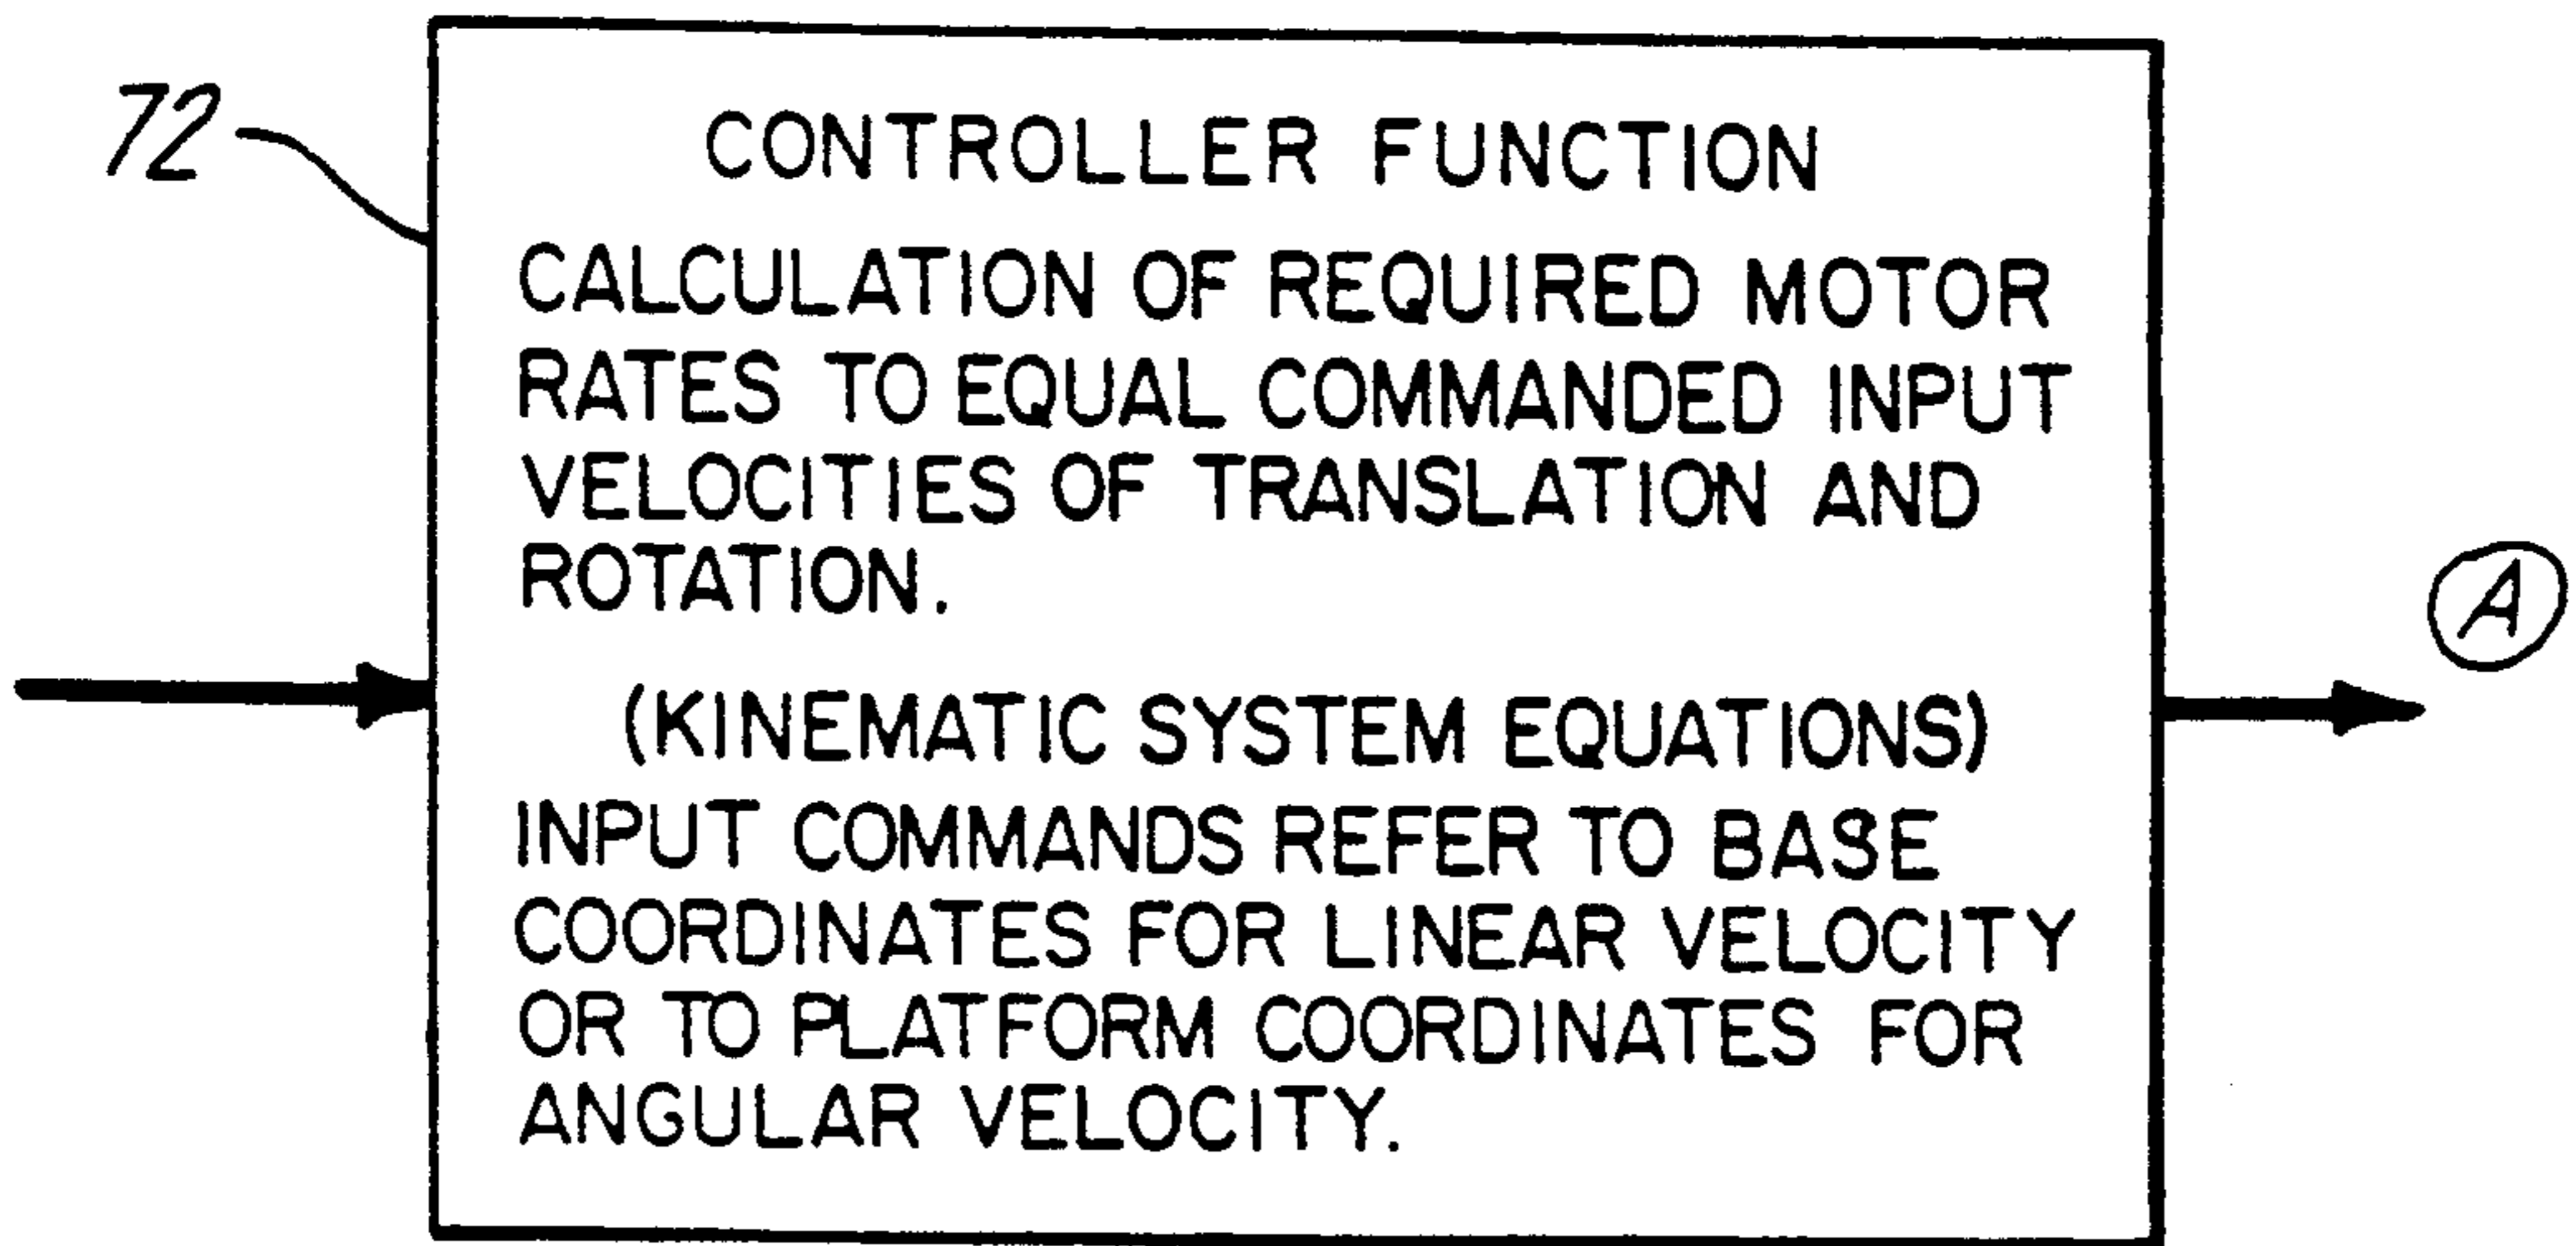 72
CONTROLLER FUNCTION
CALCULATION OF REQUIRED MOTOR
RATES TO EQUAL COMMANDED INPUT
VELOCITIES OF TRANSLATION AND
ROTATION.
A
(KINEMATIC SYSTEM EQUATIONS)
INPUT COMMANDS REFER TO BASE
COORDINATES FOR LINEAR VELOCITY
OR TO PLATFORM COORDINATES FOR
ANGULAR VELOCITY.